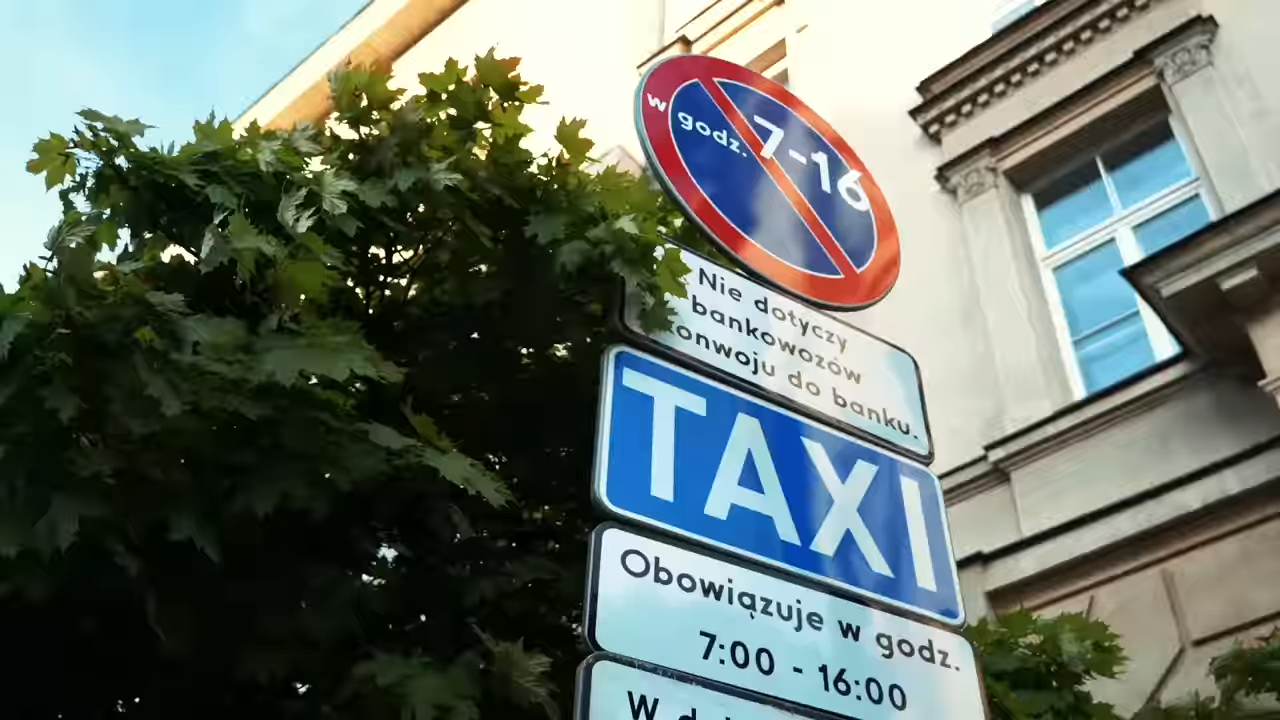 w godz. 7-16
Nie dotyczy
bankowozów
konwoju do banku.
TAXI
Obowiązuje w godz.
7:00 - 16:00
W